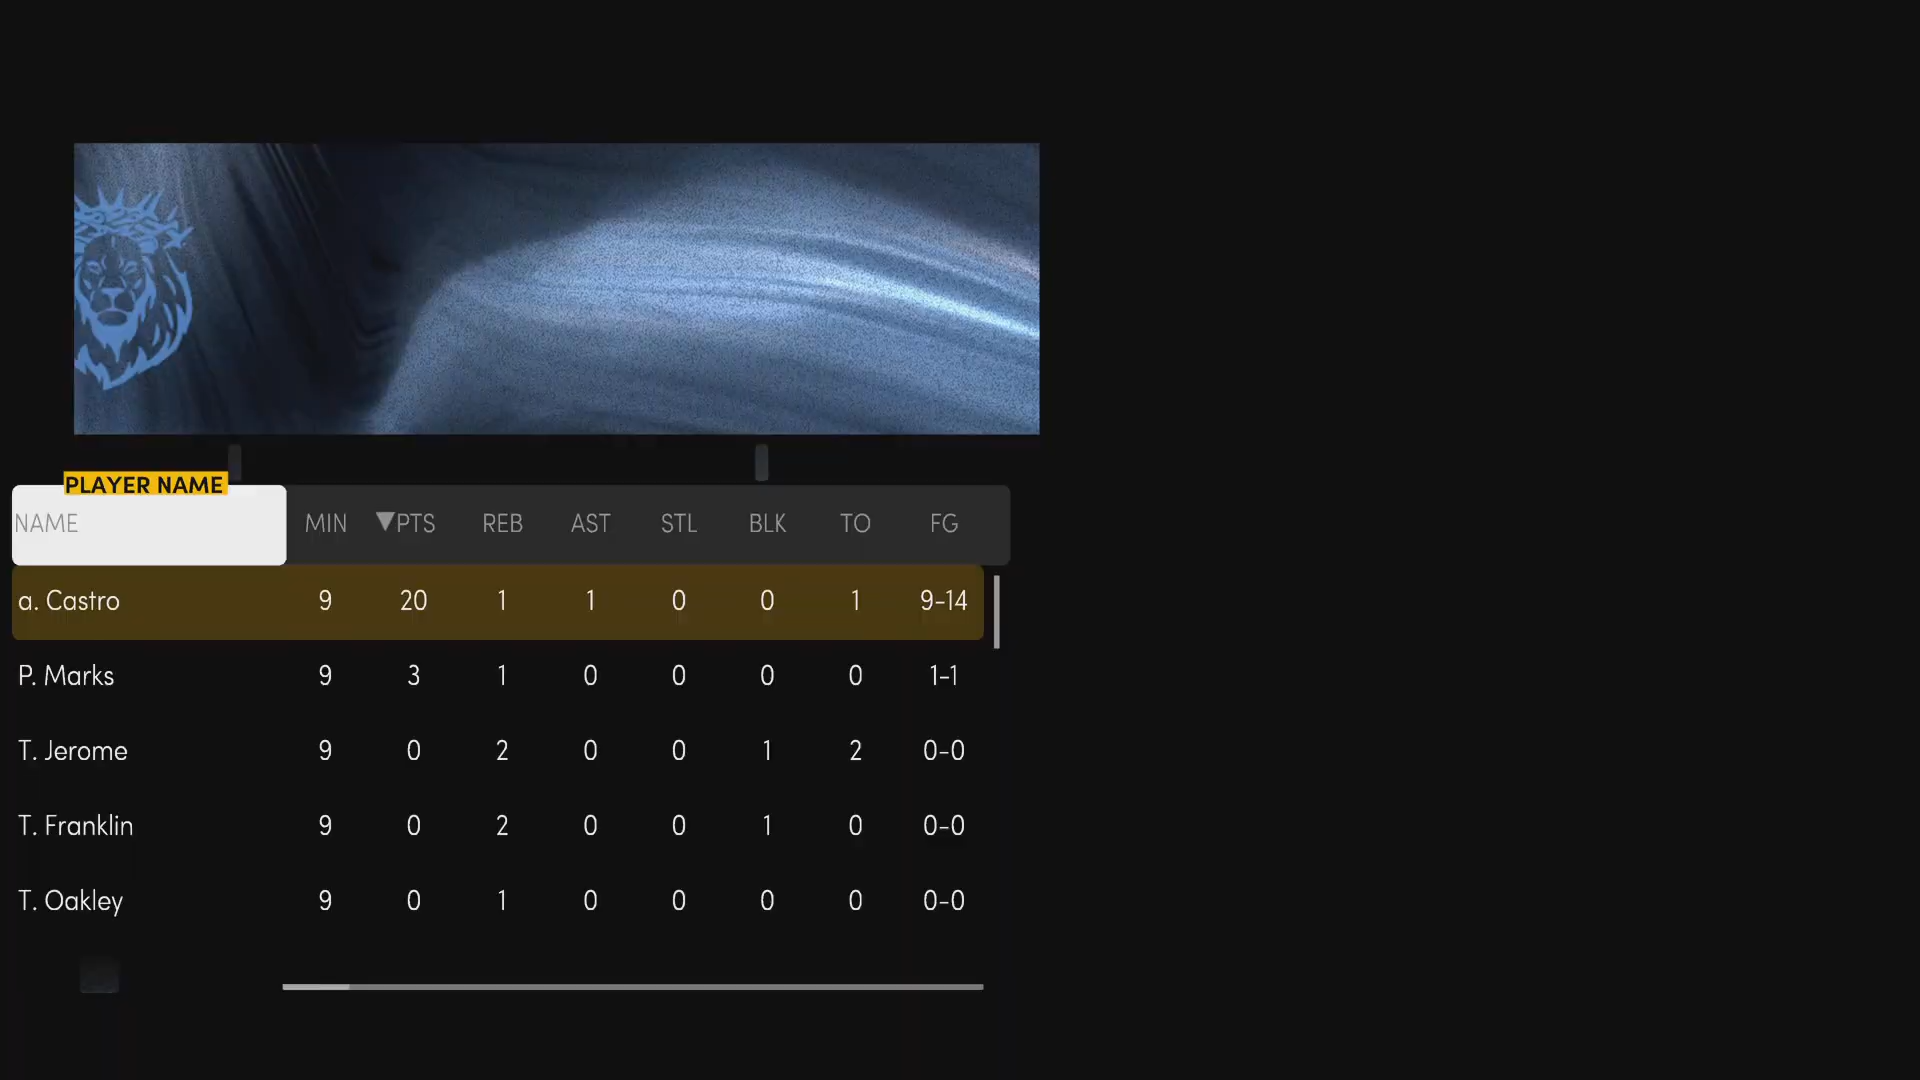 PLAYER NAME
NAME MIN ▼PTS REB AST STL BLK TO FG
a. Castro 9 20 1 1 0 0 1 9-14
P. Marks 9 3 1 0 0 0 0 1-1
T. Jerome 9 0 2 0 0 1 2 0-0
T. Franklin 9 0 2 0 0 1 0 0-0
T. Oakley 9 0 1 0 0 0 0 0-0